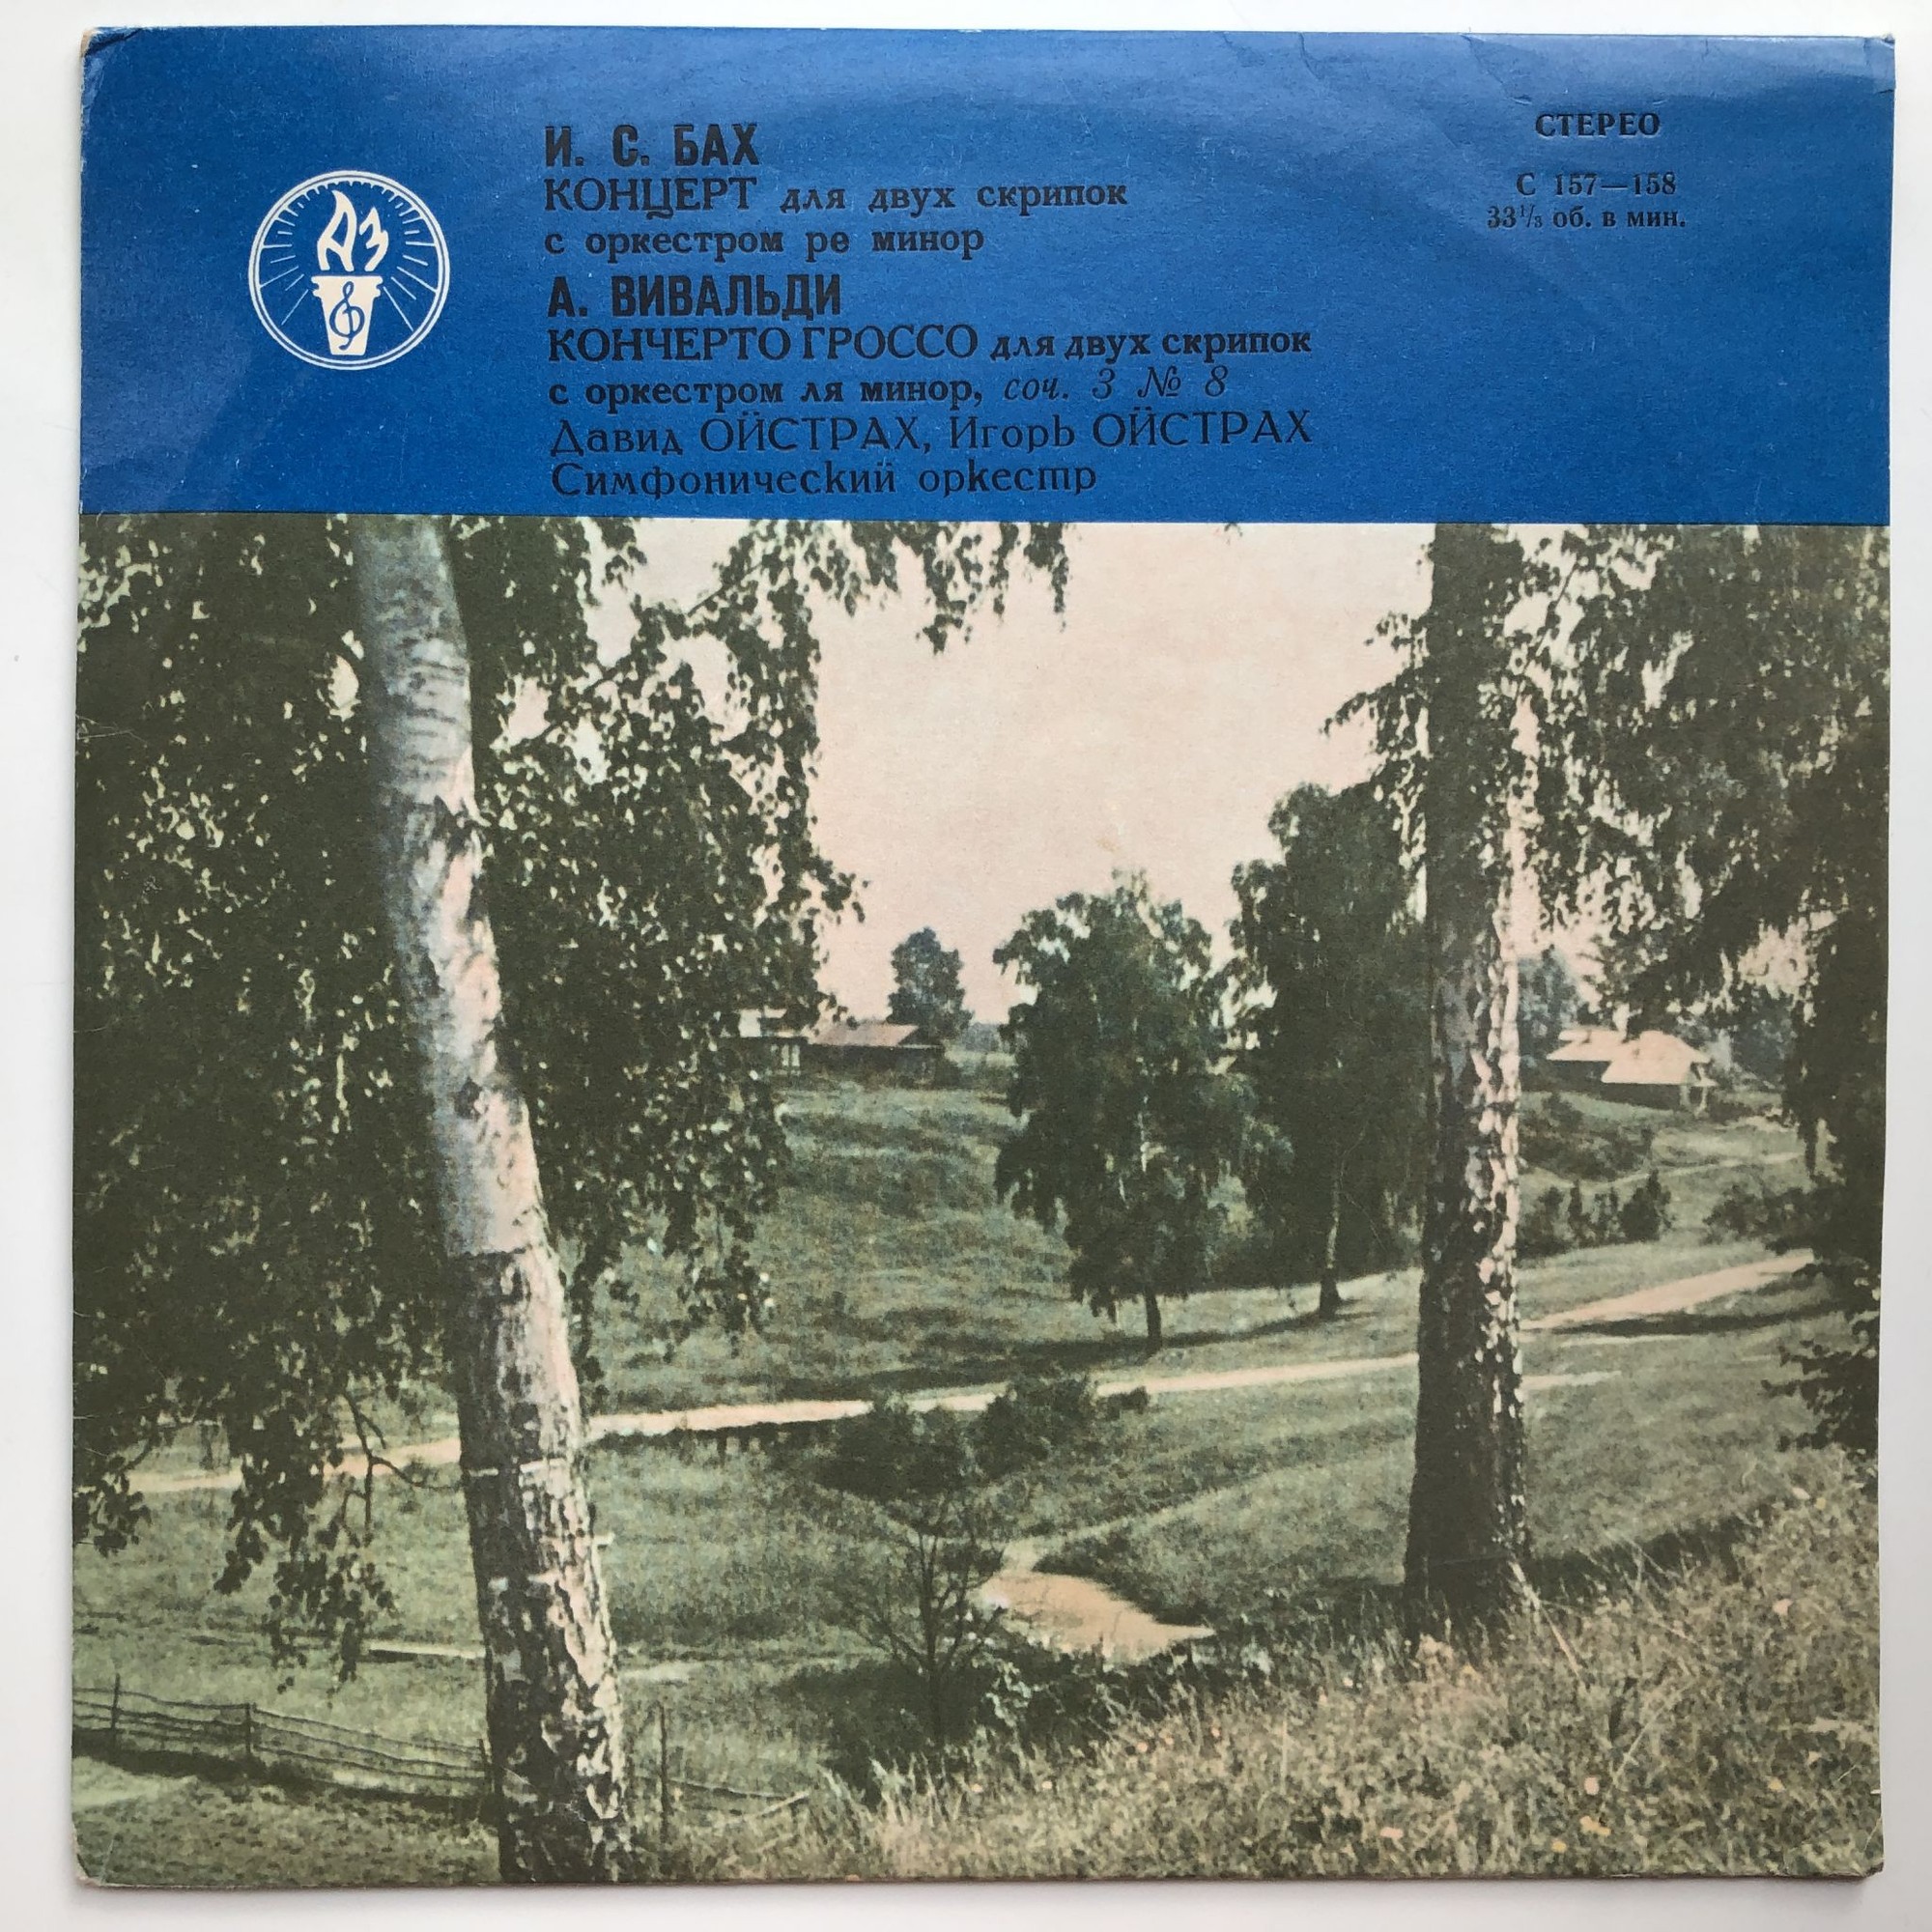 И. С. БАХ
КОНЦЕРТ для двух скрипок
с оркестром ре минор
А. ВИВАЛЬДИ
КОНЧЕРТО ГРОССО для двух скрипок
с оркестром ля минор, соч. 3 № 8
Давид ОЙСТРАХ, Игорь ОЙСТРАХ
Симфонический оркестр
СТЕРЕО
С 157—158
33⅓ об. в мин.
АЗ